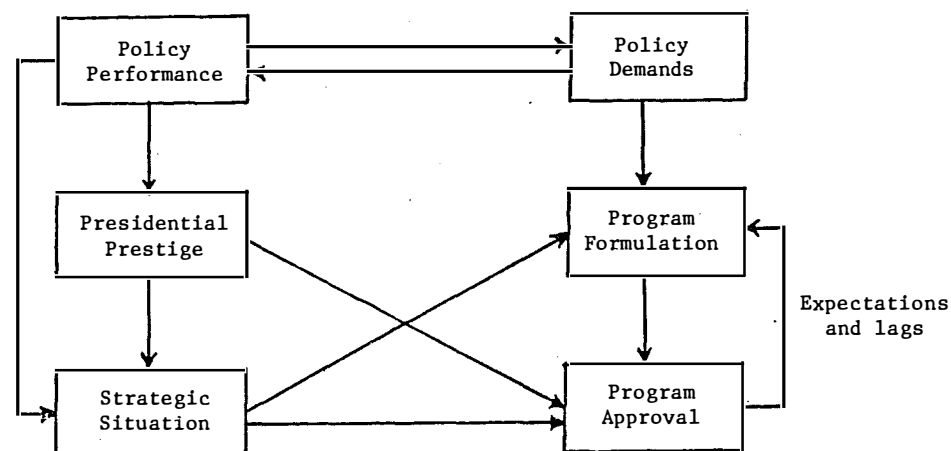 Policy
Performance
Policy
Demands
Presidential
Prestige
Program
Formulation
Expectations
and lags
Strategic
Situation
Program
Approval